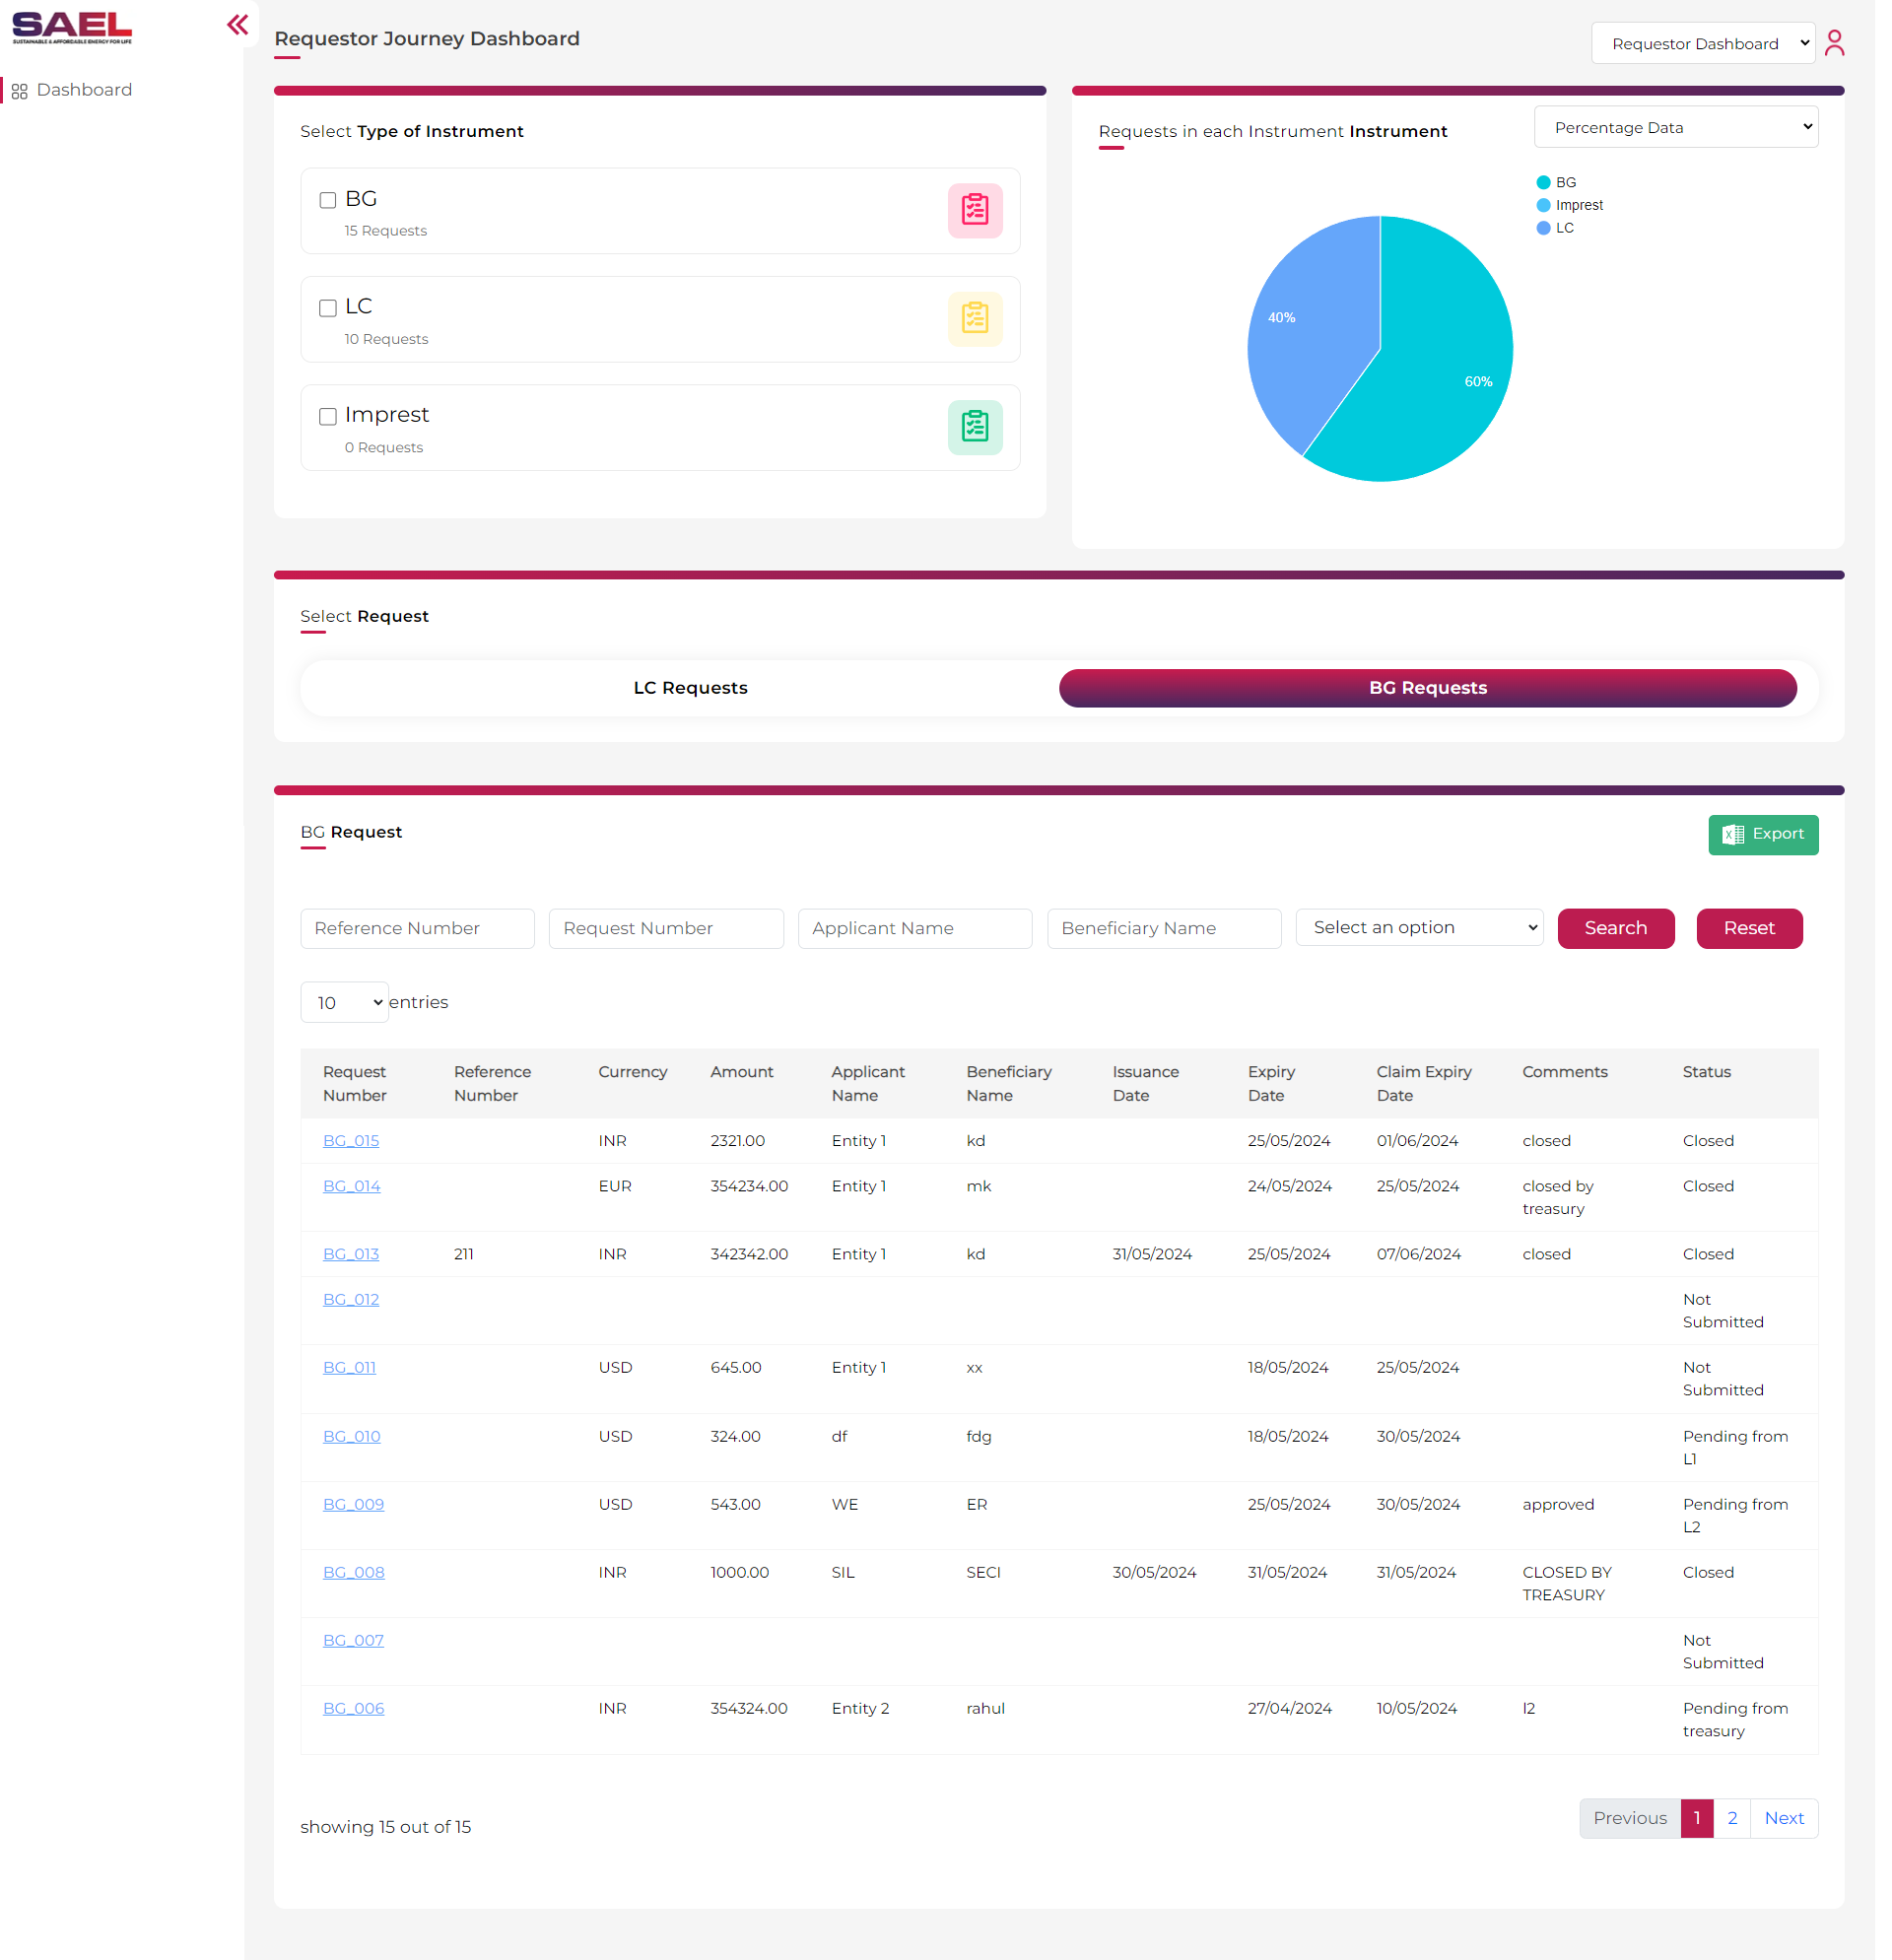 SAEL
SUSTAINABLE & AFFORDABLE ENERGY FOR LIFE
Dashboard
Requestor Journey Dashboard
Requestor Dashboard
Select Type of Instrument
BG
15 Requests
LC
10 Requests
Imprest
0 Requests
Requests in each Instrument Instrument
Percentage Data
BG
Imprest
LC
40%
60%
Select Request
LC Requests BG Requests
BG Request
Export
Reference Number Request Number Applicant Name Beneficiary Name Select an option Search Reset
10 entries
Request Number Reference Number Currency Amount Applicant Name Beneficiary Name Issuance Date Expiry Date Claim Expiry Date Comments Status
BG_015 INR 2321.00 Entity 1 kd 25/05/2024 01/06/2024 closed Closed
BG_014 EUR 354234.00 Entity 1 mk 24/05/2024 25/05/2024 closed by treasury Closed
BG_013 211 INR 342342.00 Entity 1 kd 31/05/2024 25/05/2024 07/06/2024 closed Closed
BG_012 Not Submitted
BG_011 USD 645.00 Entity 1 xx 18/05/2024 25/05/2024 Not Submitted
BG_010 USD 324.00 df fdg 18/05/2024 30/05/2024 Pending from L1
BG_009 USD 543.00 WE ER 25/05/2024 30/05/2024 approved Pending from L2
BG_008 INR 1000.00 SIL SECI 30/05/2024 31/05/2024 31/05/2024 CLOSED BY TREASURY Closed
BG_007 Not Submitted
BG_006 INR 354324.00 Entity 2 rahul 27/04/2024 10/05/2024 l2 Pending from treasury
showing 15 out of 15
Previous 1 2 Next